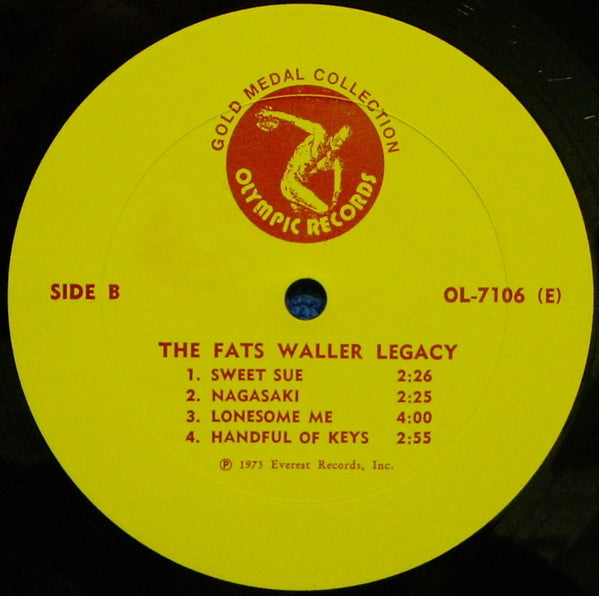 GOLD MEDAL COLLECTION
OLYMPIC RECORDS
SIDE B
OL-7106 (E)
THE FATS WALLER LEGACY
1. SWEET SUE 2:26
2. NAGASAKI 2:25
3. LONESOME ME 4:00
4. HANDFUL OF KEYS 2:55
℗ 1973 Everest Records, Inc.